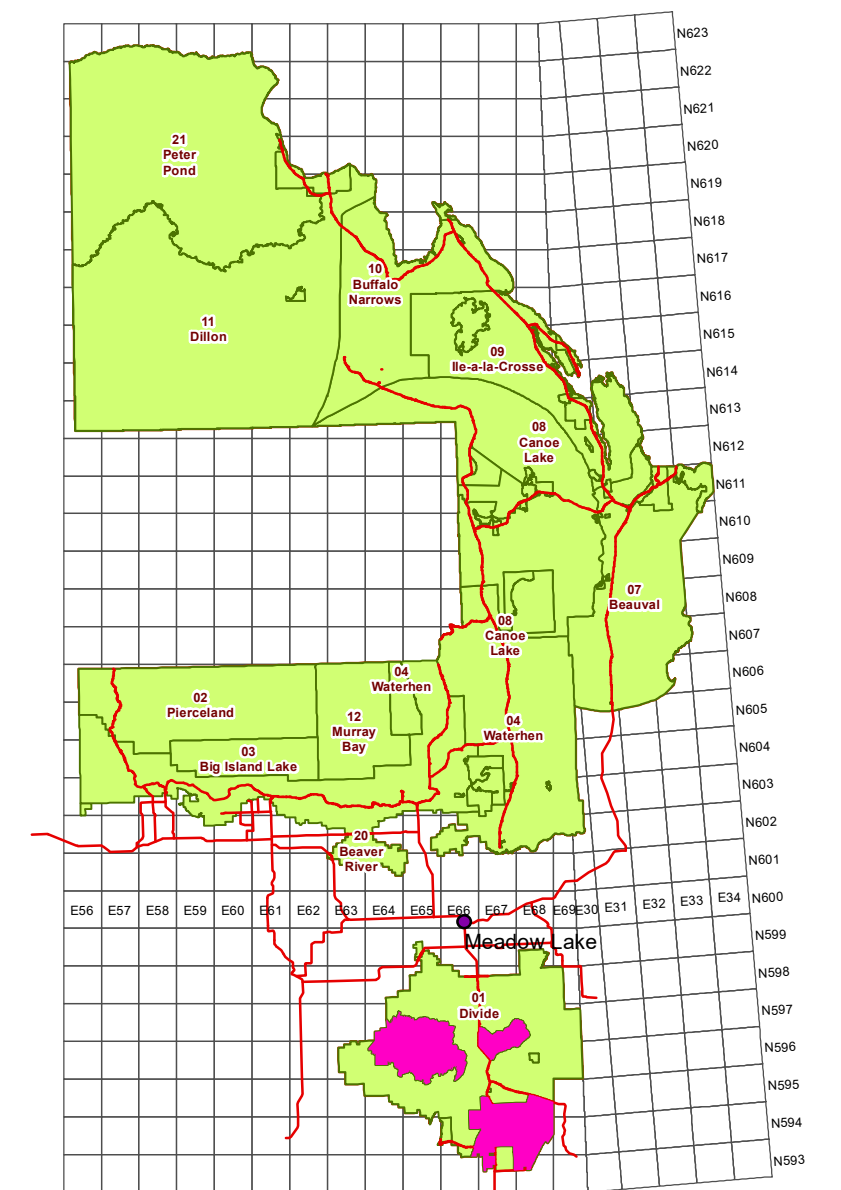 N623
N622
N621
N620
N619
N618
N617
N616
N615
N614
N613
N612
N611
N610
N609
N608
N607
N606
N605
N604
N603
N602
N601
N600
N599
N598
N597
N596
N595
N594
N593
21
Peter
Pond
10
Buffalo
Narrows
11
Dillon
09
Ile-a-la-Crosse
08
Canoe
Lake
07
Beauval
08
Canoe
Lake
04
Waterhen
02
Pierceland
12
Murray
Bay
04
Waterhen
03
Big Island Lake
20
Beaver
River
E56 E57 E58 E59 E60 E61 E62 E63 E64 E65 E66 E67 E68 E69 E30 E31 E32 E33 E34
Meadow Lake
01
Divide